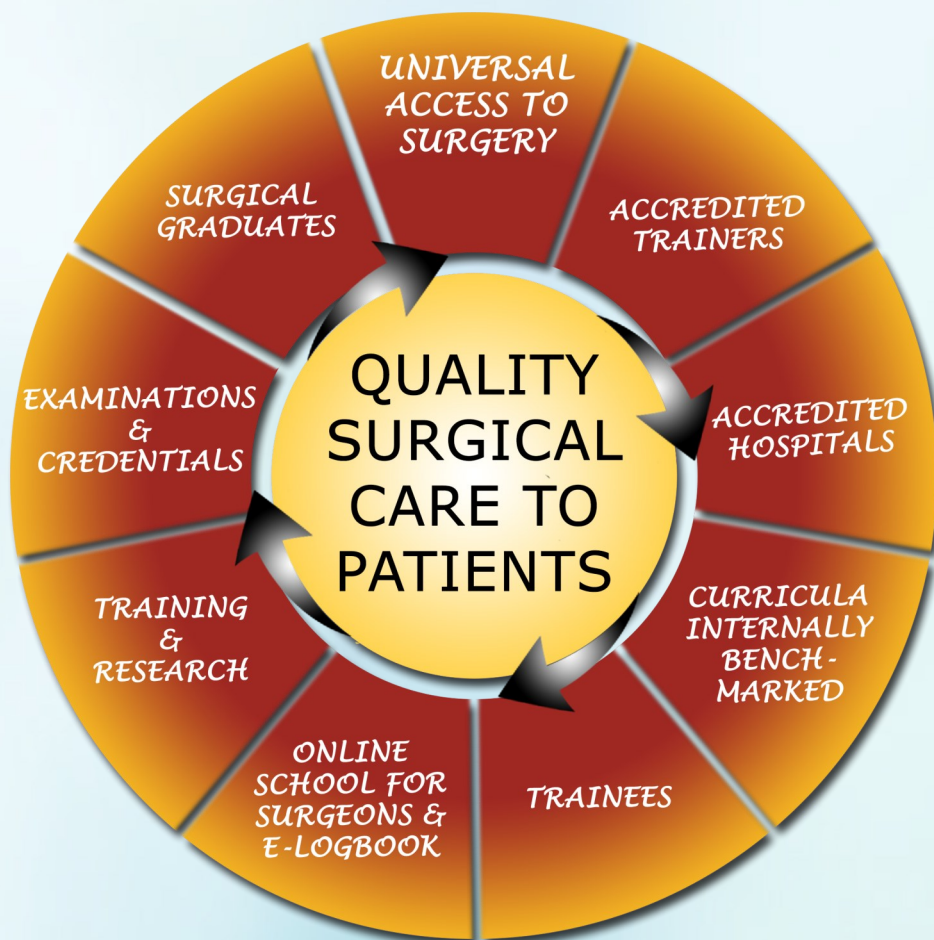 UNIVERSAL
ACCESS TO
SURGERY
ACCREDITED
TRAINERS
ACCREDITED
HOSPITALS
CURRICULA
INTERNALLY
BENCH-
MARKED
TRAINEES
ONLINE
SCHOOL FOR
SURGEONS &
E-LOGBOOK
TRAINING
&
RESEARCH
EXAMINATIONS
&
CREDENTIALS
SURGICAL
GRADUATES
QUALITY
SURGICAL
CARE TO
PATIENTS